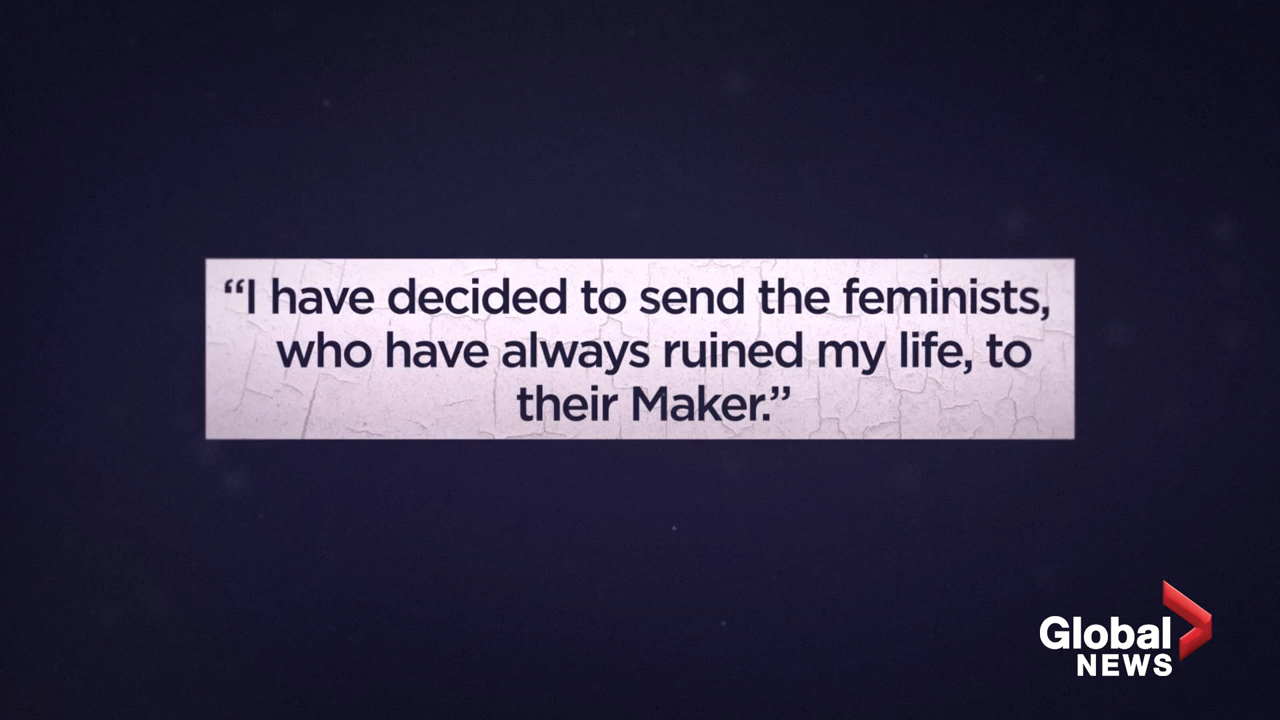 “I have decided to send the feminists,
who have always ruined my life, to
their Maker.”
Global
NEWS